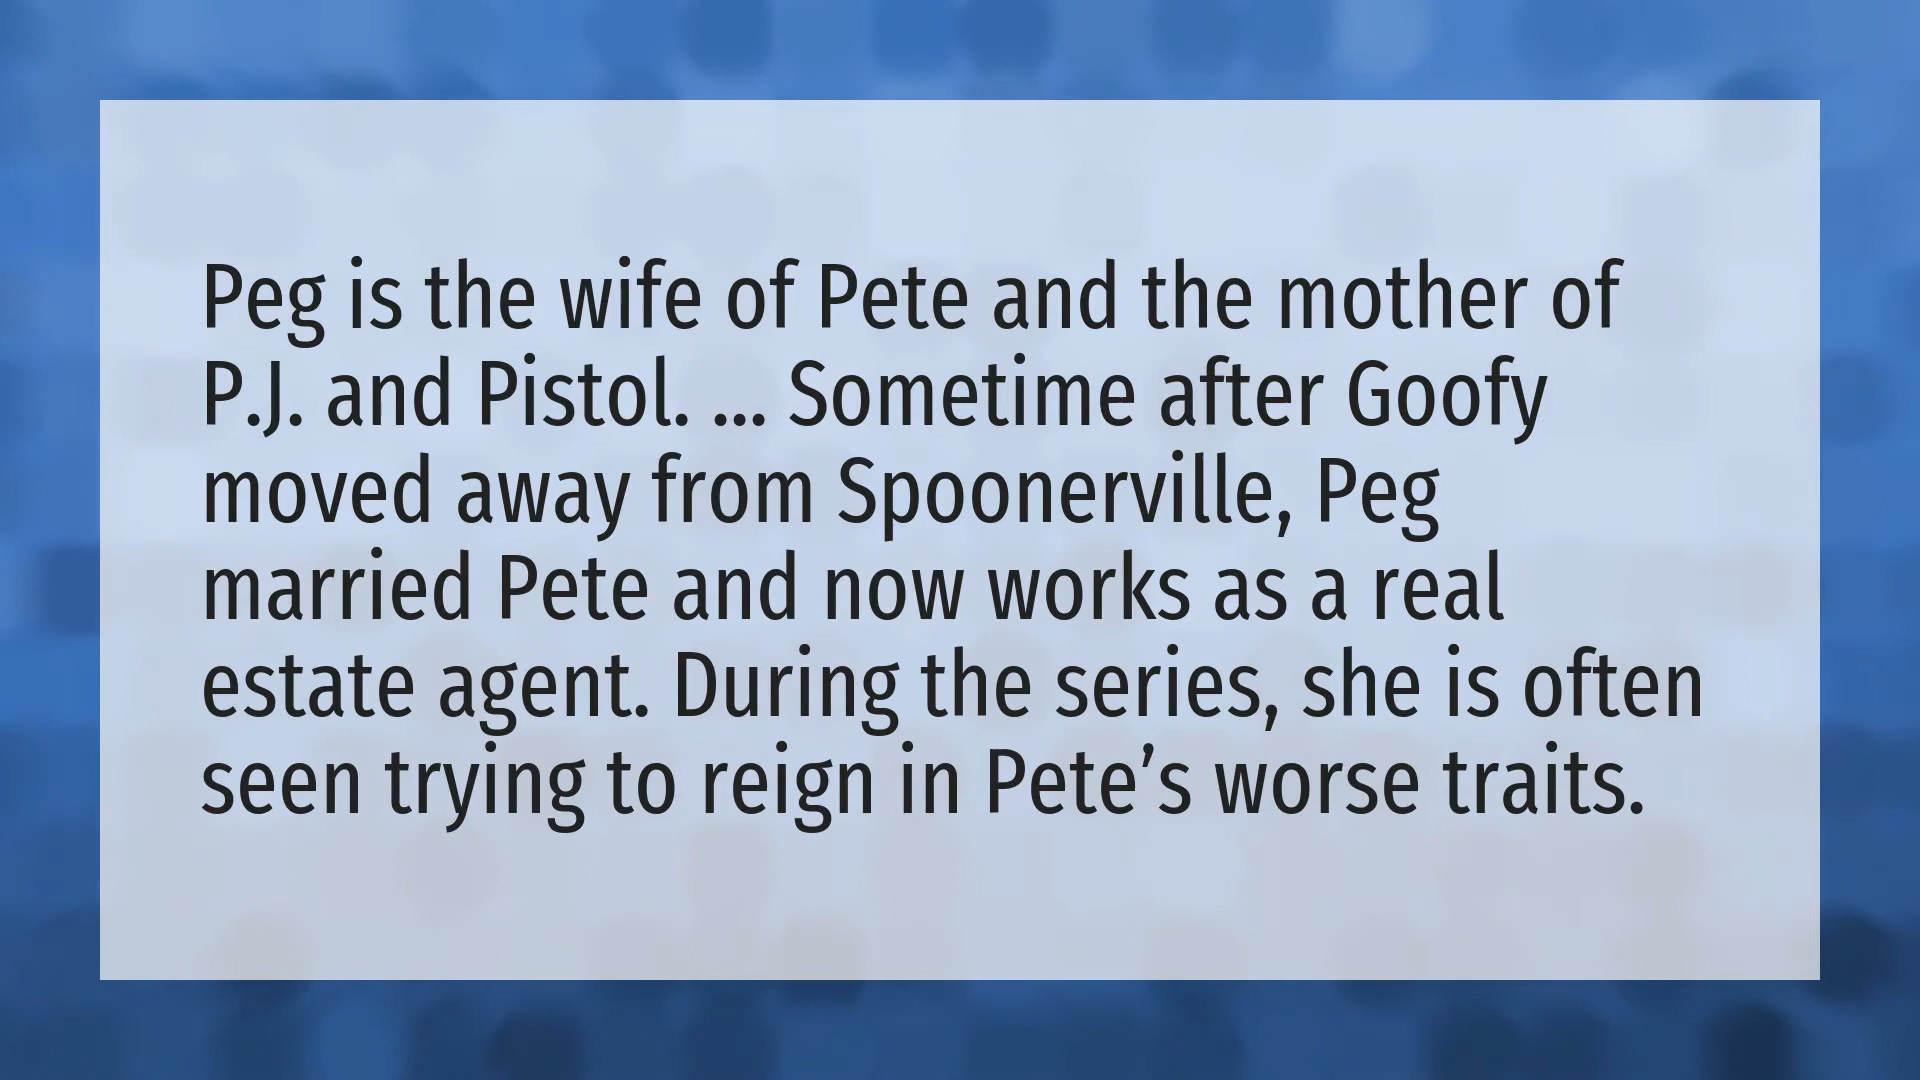 Peg is the wife of Pete and the mother of
P.J. and Pistol. ... Sometime after Goofy
moved away from Spoonerville, Peg
married Pete and now works as a real
estate agent. During the series, she is often
seen trying to reign in Pete’s worse traits.